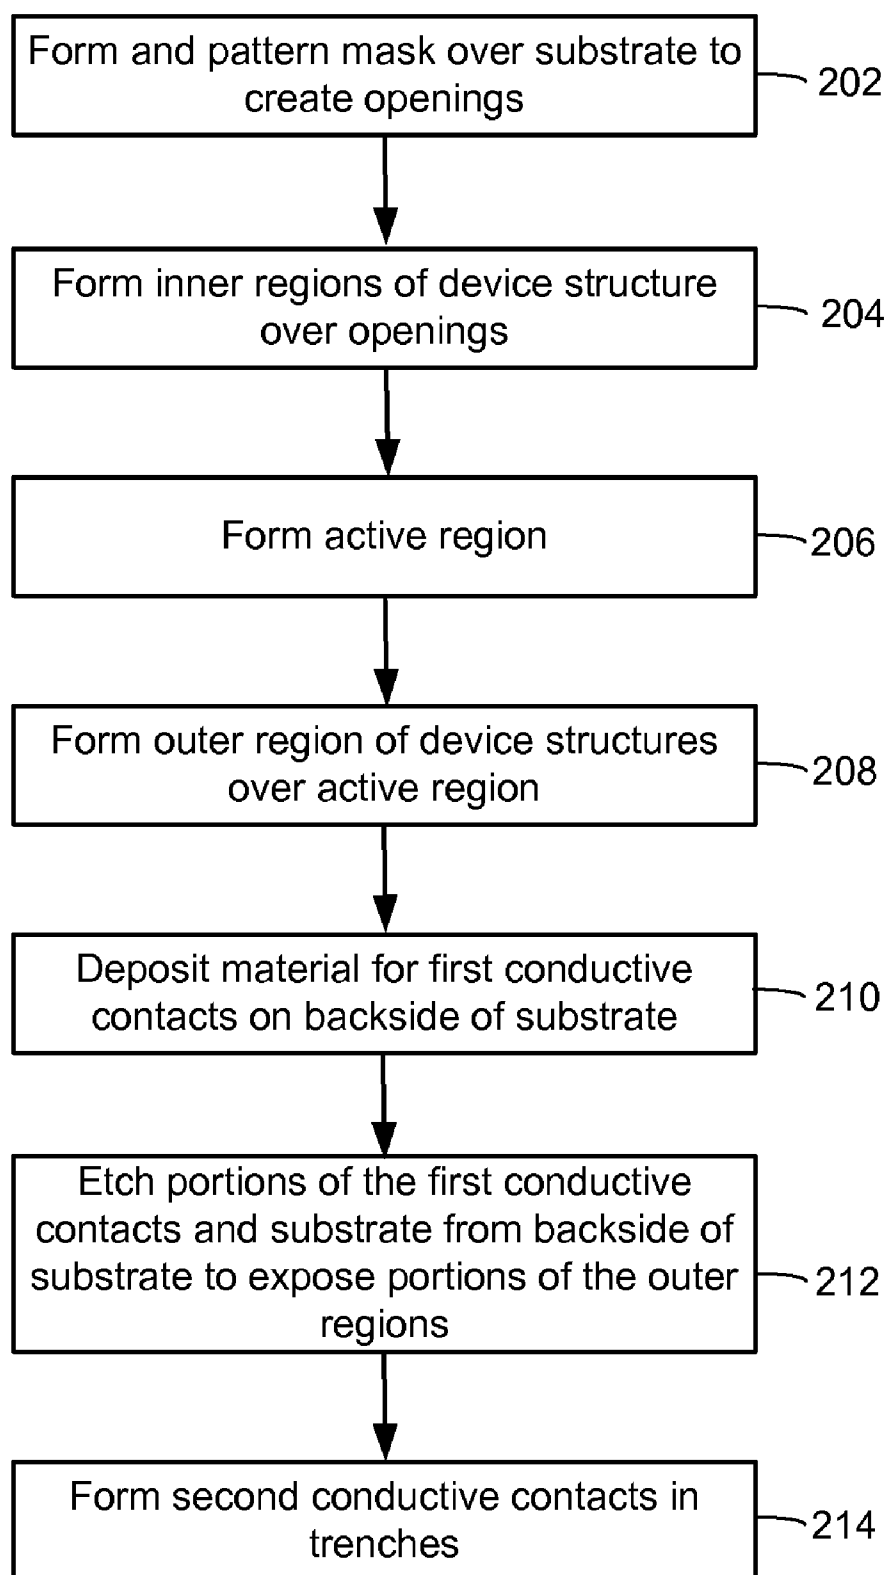 Form and pattern mask over substrate to
create openings
202
Form inner regions of device structure
over openings
204
Form active region
206
Form outer region of device structures
over active region
208
Deposit material for first conductive
contacts on backside of substrate
210
Etch portions of the first conductive
contacts and substrate from backside of
substrate to expose portions of the outer
regions
212
Form second conductive contacts in
trenches
214